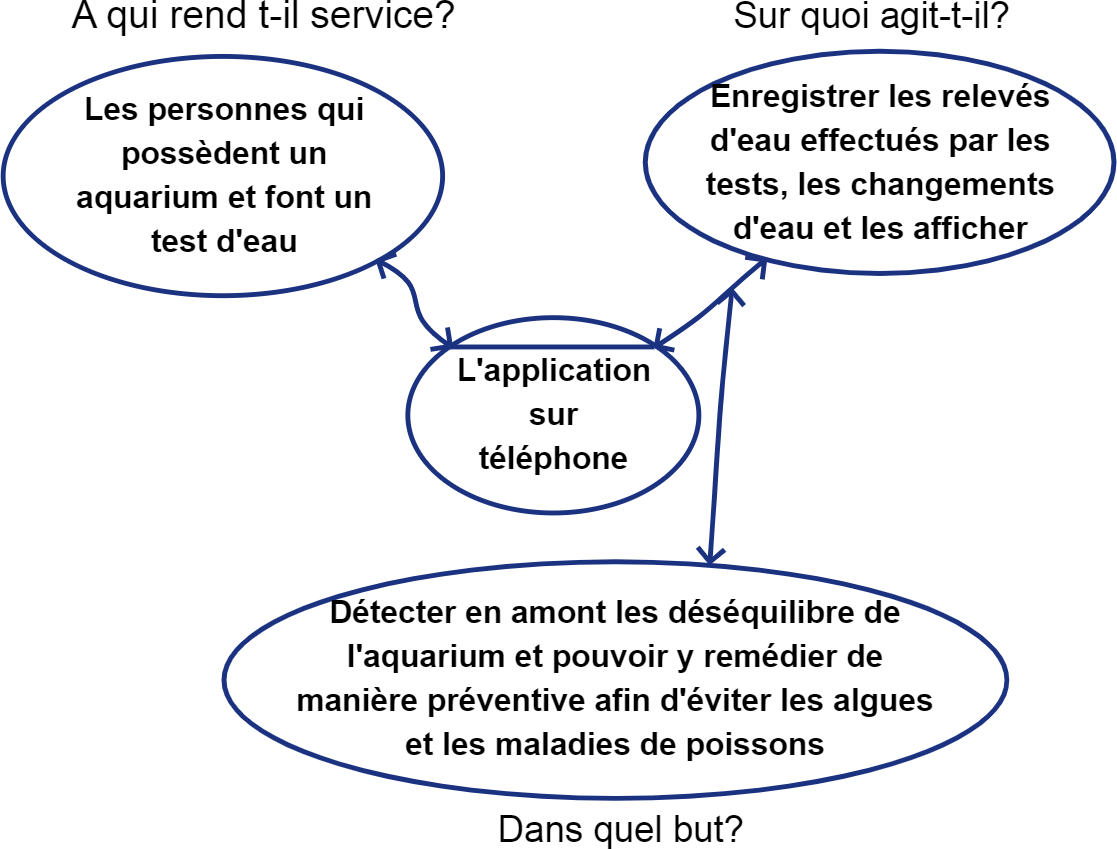 A qui rend t-il service?
Sur quoi agit-t-il?
Les personnes qui
possèdent un
aquarium et font un
test d'eau
Enregistrer les relevés
d'eau effectués par les
tests, les changements
d'eau et les afficher
L'application
sur
téléphone
Détecter en amont les déséquilibre de
l'aquarium et pouvoir y remédier de
manière préventive afin d'éviter les algues
et les maladies de poissons
Dans quel but?